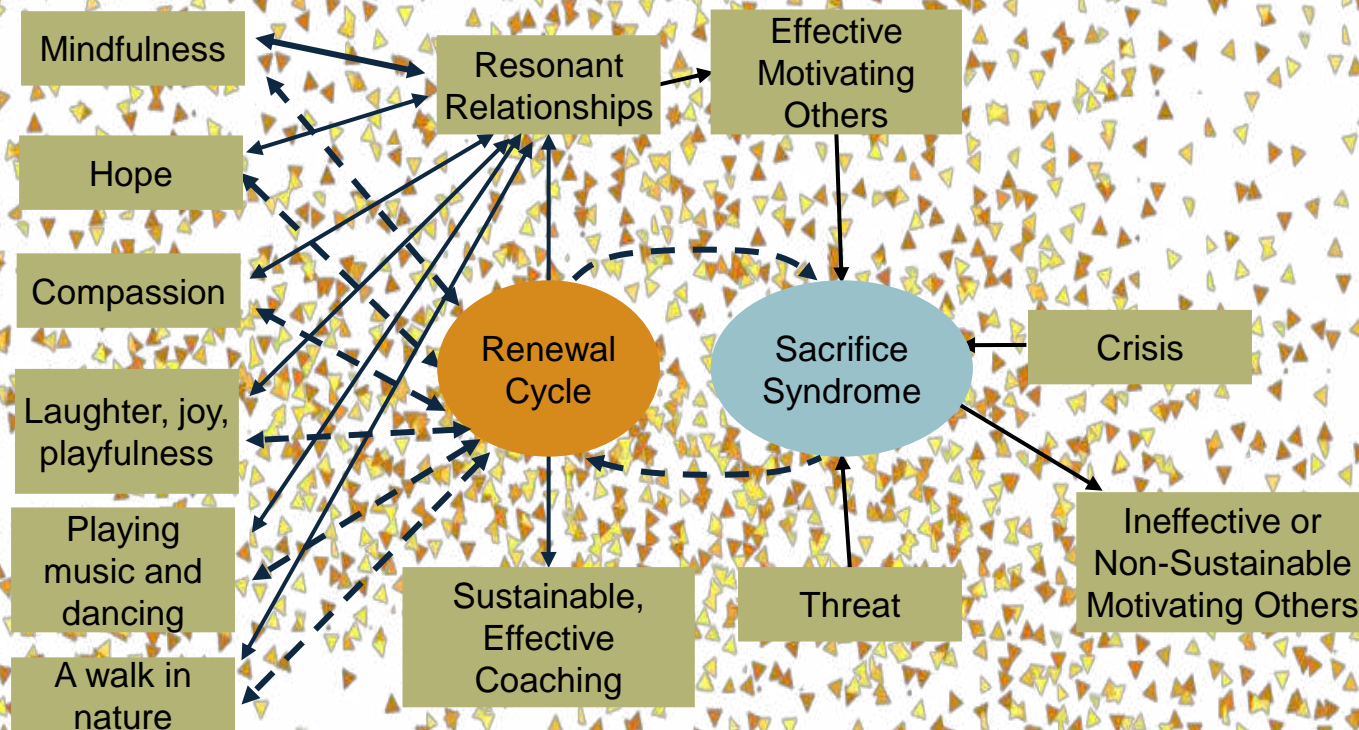 Mindfulness
Hope
Compassion
Laughter, joy,
playfulness
Playing
music and
dancing
A walk in
nature
Resonant
Relationships
Effective
Motivating
Others
Renewal
Cycle
Sacrifice
Syndrome
Crisis
Sustainable,
Effective
Coaching
Threat
Ineffective or
Non-Sustainable
Motivating Others